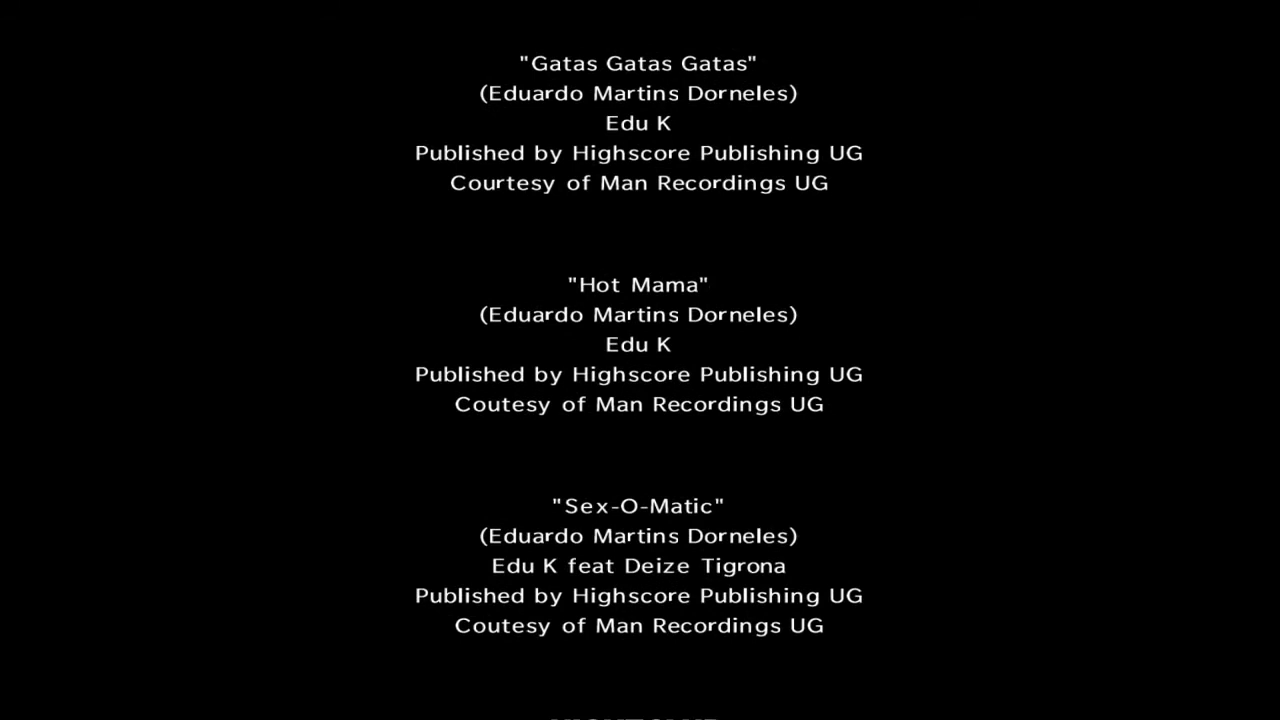 "Gatas Gatas Gatas"
(Eduardo Martins Dorneles)
Edu K
Published by Highscore Publishing UG
Courtesy of Man Recordings UG
"Hot Mama"
(Eduardo Martins Dorneles)
Edu K
Published by Highscore Publishing UG
Coutesy of Man Recordings UG
"Sex-O-Matic"
(Eduardo Martins Dorneles)
Edu K feat Deize Tigrona
Published by Highscore Publishing UG
Coutesy of Man Recordings UG